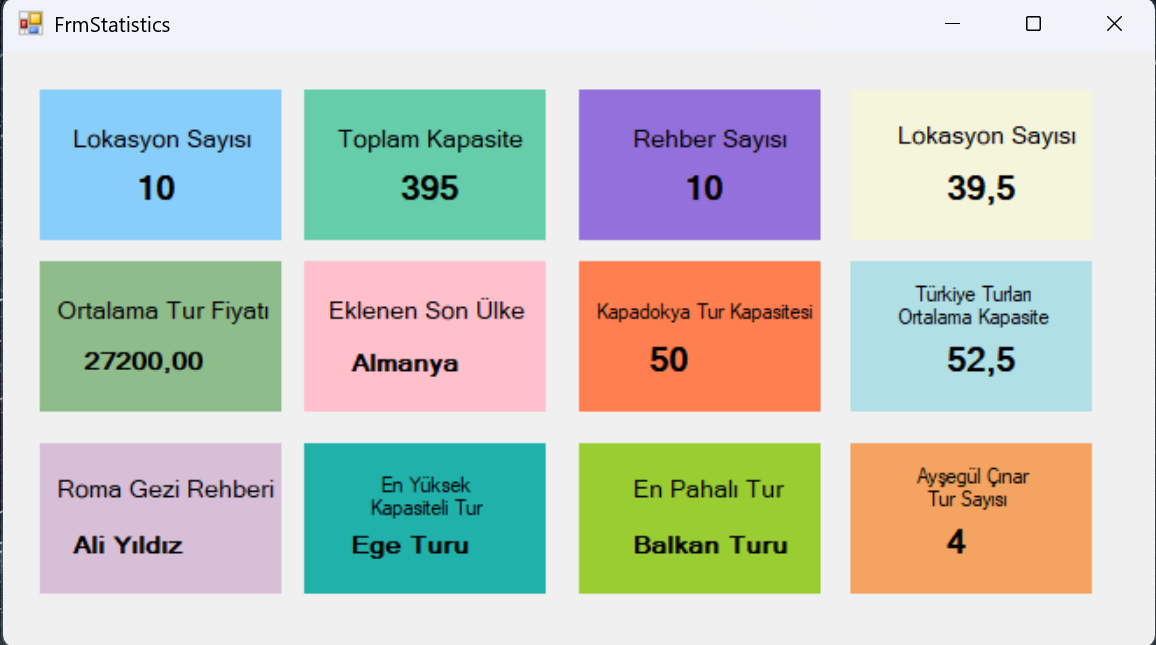 FrmStatistics
Lokasyon Sayısı
10
Toplam Kapasite
395
Rehber Sayısı
10
Lokasyon Sayısı
39,5
Ortalama Tur Fiyatı
27200,00
Eklenen Son Ülke
Almanya
Kapadokya Tur Kapasitesi
50
Türkiye Turları
Ortalama Kapasite
52,5
Roma Gezi Rehberi
Ali Yıldız
En Yüksek
Kapasiteli Tur
Ege Turu
En Pahalı Tur
Balkan Turu
Ayşegül Çınar
Tur Sayısı
4